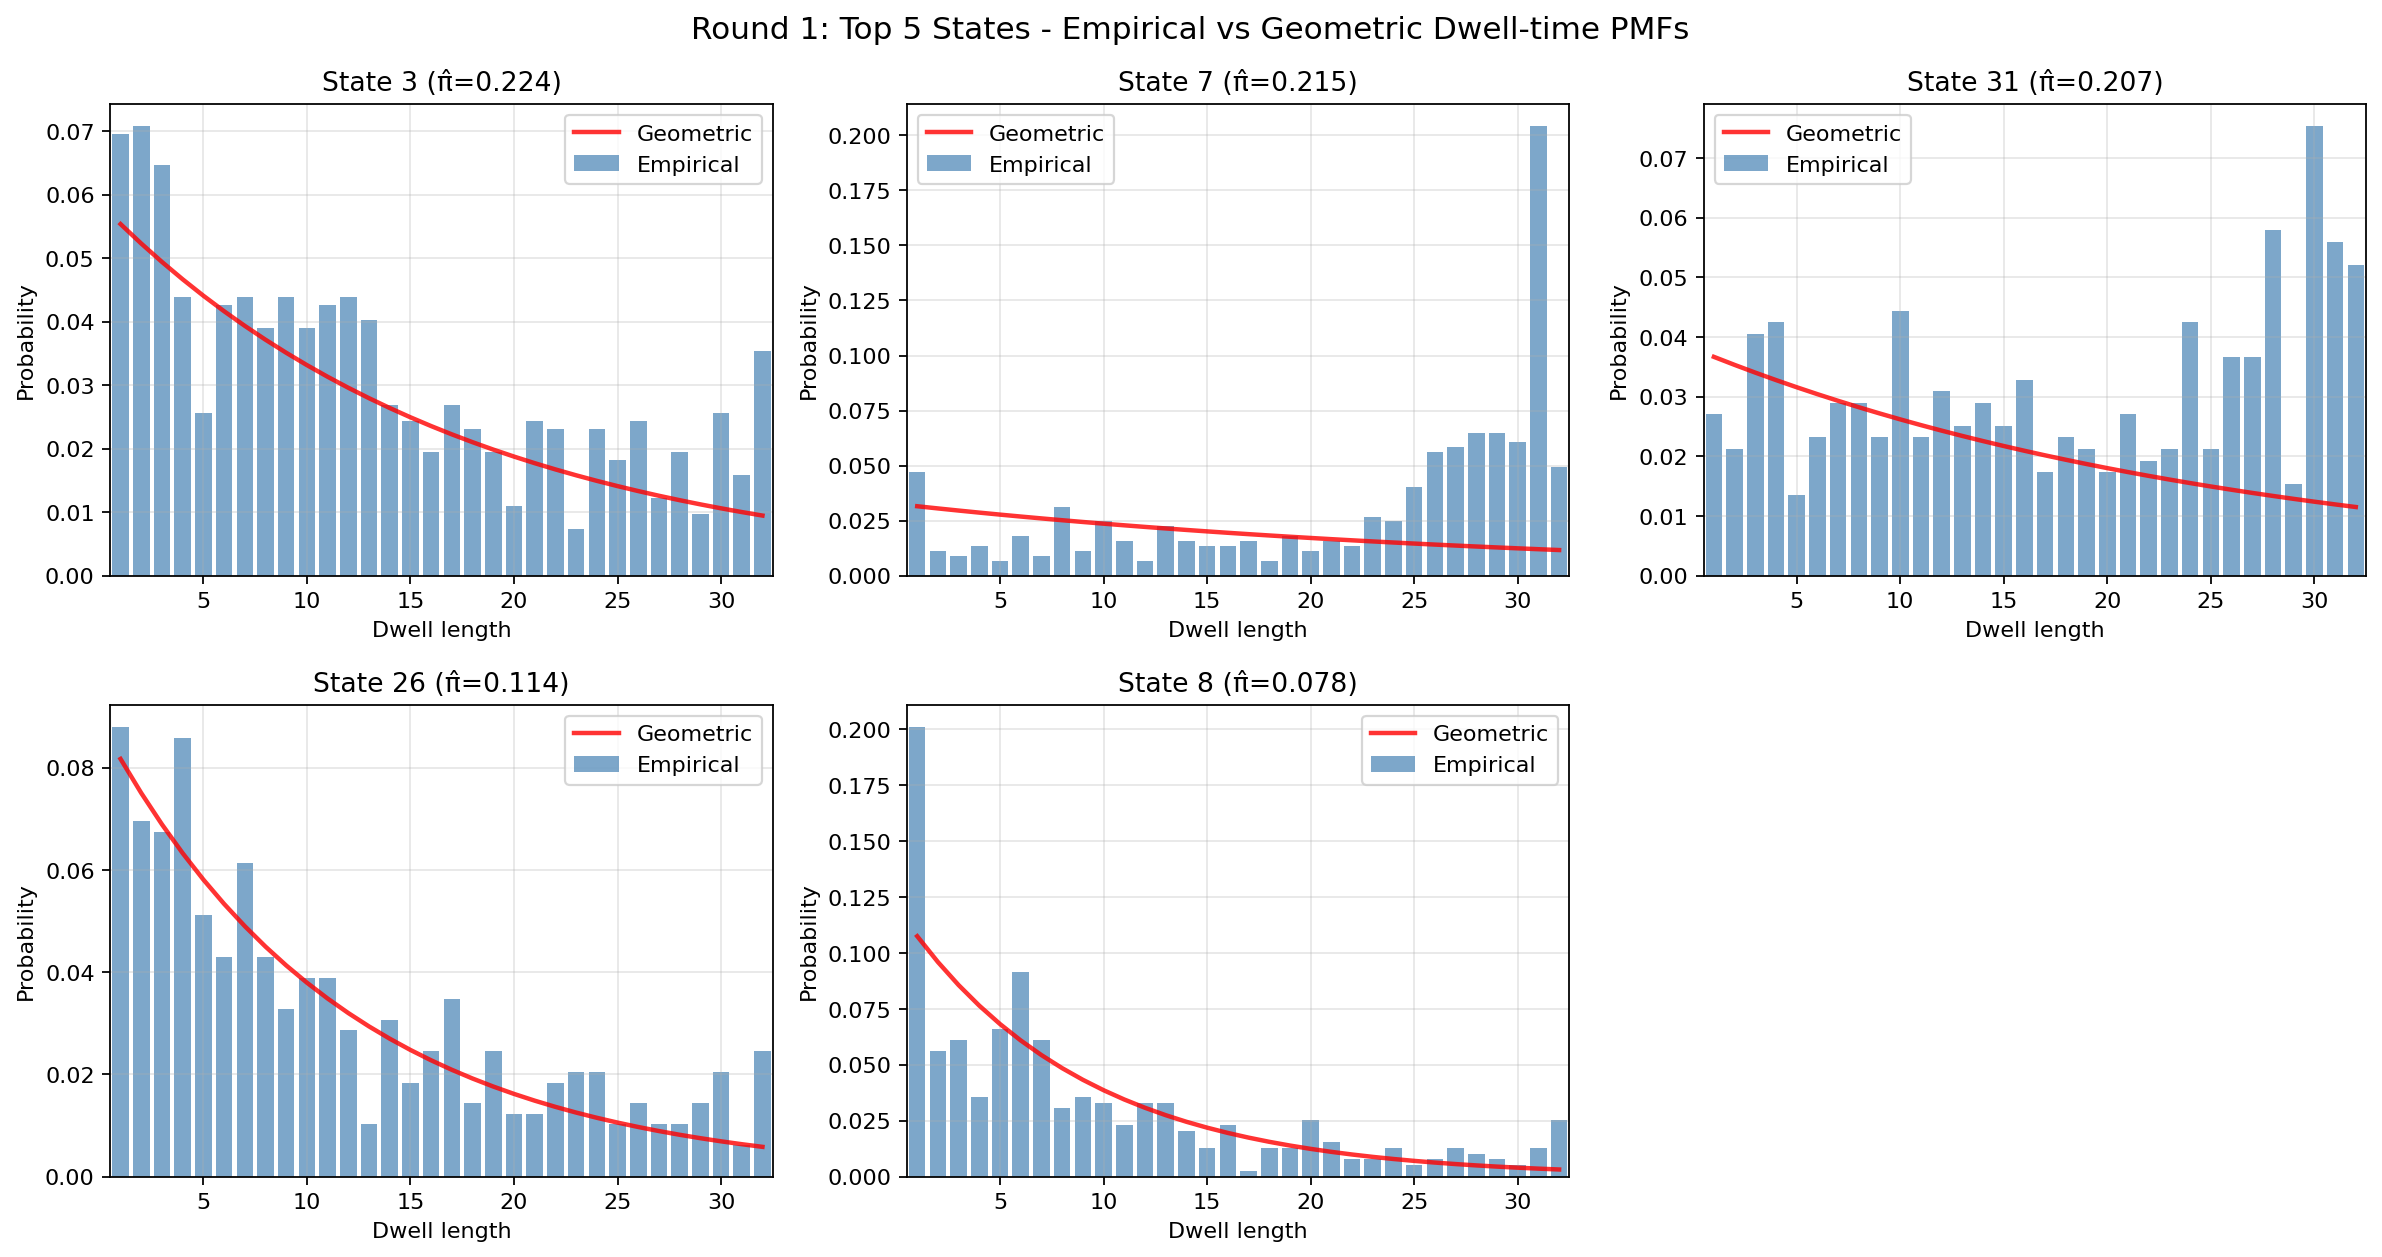 Round 1: Top 5 States - Empirical vs Geometric Dwell-time PMFs
State 3 (π̂=0.224)
Geometric
Empirical
0.07
0.06
0.05
0.04
0.03
0.02
0.01
0.00
Probability
5 10 15 20 25 30
Dwell length
State 7 (π̂=0.215)
Geometric
Empirical
0.200
0.175
0.150
0.125
0.100
0.075
0.050
0.025
0.000
Probability
5 10 15 20 25 30
Dwell length
State 31 (π̂=0.207)
Geometric
Empirical
0.07
0.06
0.05
0.04
0.03
0.02
0.01
0.00
Probability
5 10 15 20 25 30
Dwell length
State 26 (π̂=0.114)
Geometric
Empirical
0.08
0.06
0.04
0.02
0.00
Probability
5 10 15 20 25 30
Dwell length
State 8 (π̂=0.078)
Geometric
Empirical
0.200
0.175
0.150
0.125
0.100
0.075
0.050
0.025
0.000
Probability
5 10 15 20 25 30
Dwell length